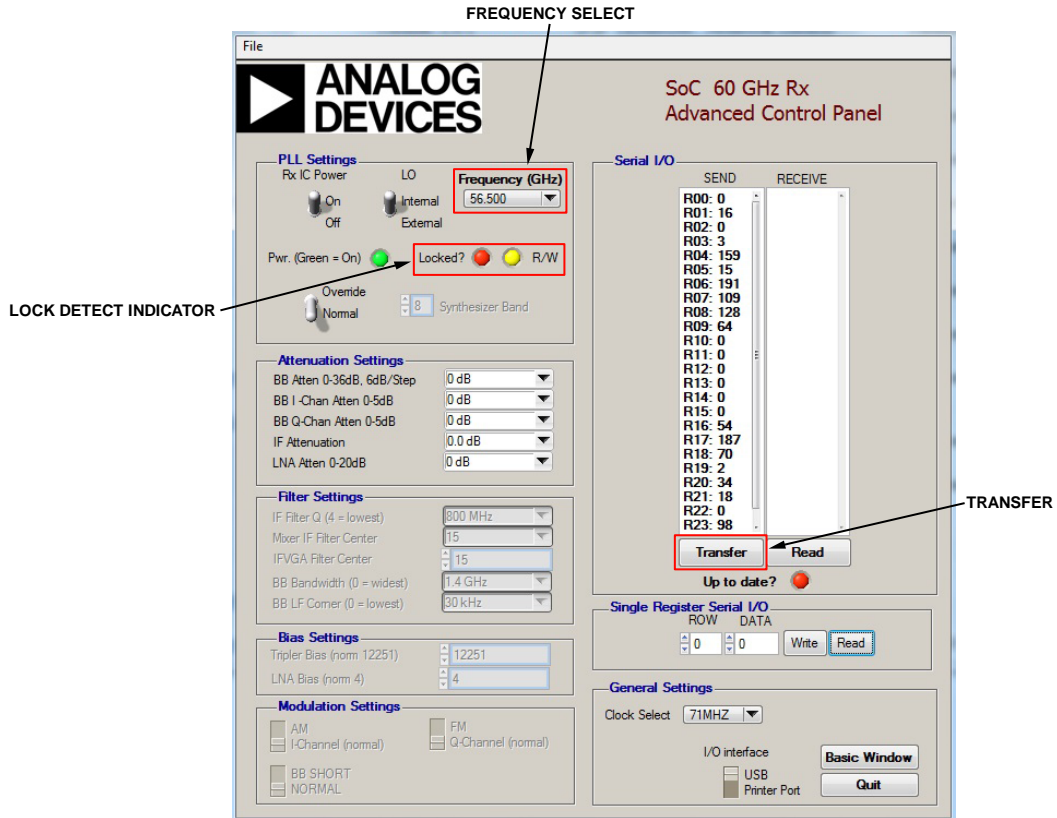 FREQUENCY SELECT
File
ANALOG
DEVICES
SoC 60 GHz Rx
Advanced Control Panel
PLL Settings
Rx IC Power
LO
Frequency (GHz)
On
Off
Internal
External
56.500
Pwr. (Green = On)
Locked?
R/W
LOCK DETECT INDICATOR
Override
Normal
8
Synthesizer Band
Attenuation Settings
BB Atten 0-36dB, 6dB/Step 0 dB
BB I -Chan Atten 0-5dB 0 dB
BB Q-Chan Atten 0-5dB 0 dB
IF Attenuation 0.0 dB
LNA Atten 0-20dB 0 dB
Filter Settings
IF Filter Q (4 = lowest) 800 MHz
Mixer IF Filter Center 15
IFVGA Filter Center 15
BB Bandwidth (0 = widest) 1.4 GHz
BB LF Corner (0 = lowest) 30 kHz
Bias Settings
Tripler Bias (norm 12251) 12251
LNA Bias (norm 4) 4
Modulation Settings
AM
I-Channel (normal)
FM
Q-Channel (normal)
BB SHORT
NORMAL
Serial I/O
SEND RECEIVE
R00: 0
R01: 16
R02: 0
R03: 3
R04: 159
R05: 15
R06: 191
R07: 109
R08: 128
R09: 64
R10: 0
R11: 0
R12: 0
R13: 0
R14: 0
R15: 0
R16: 54
R17: 187
R18: 70
R19: 2
R20: 34
R21: 18
R22: 0
R23: 98
TRANSFER
Transfer Read
Up to date?
Single Register Serial I/O
ROW DATA
0 0 Write Read
General Settings
Clock Select 71MHZ
I/O interface
USB
Printer Port
Basic Window
Quit